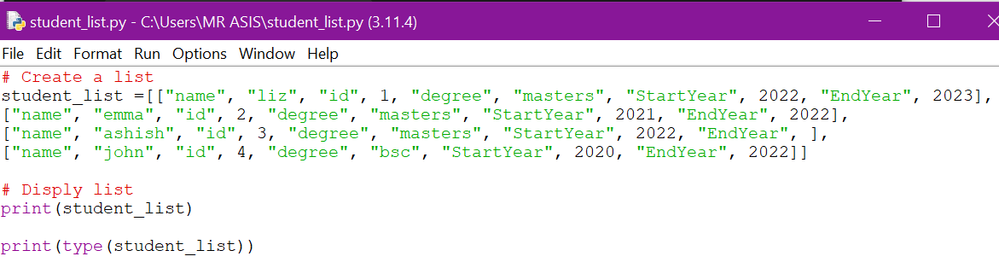 student_list.py - C:\Users\MR ASIS\student_list.py (3.11.4)
File Edit Format Run Options Window Help
# Create a list
student_list =[["name", "liz", "id", 1, "degree", "masters", "StartYear", 2022, "EndYear", 2023],
["name", "emma", "id", 2, "degree", "masters", "StartYear", 2021, "EndYear", 2022],
["name", "ashish", "id", 3, "degree", "masters", "StartYear", 2022, "EndYear", ],
["name", "john", "id", 4, "degree", "bsc", "StartYear", 2020, "EndYear", 2022]]
# Disply list
print(student_list)
print(type(student_list))